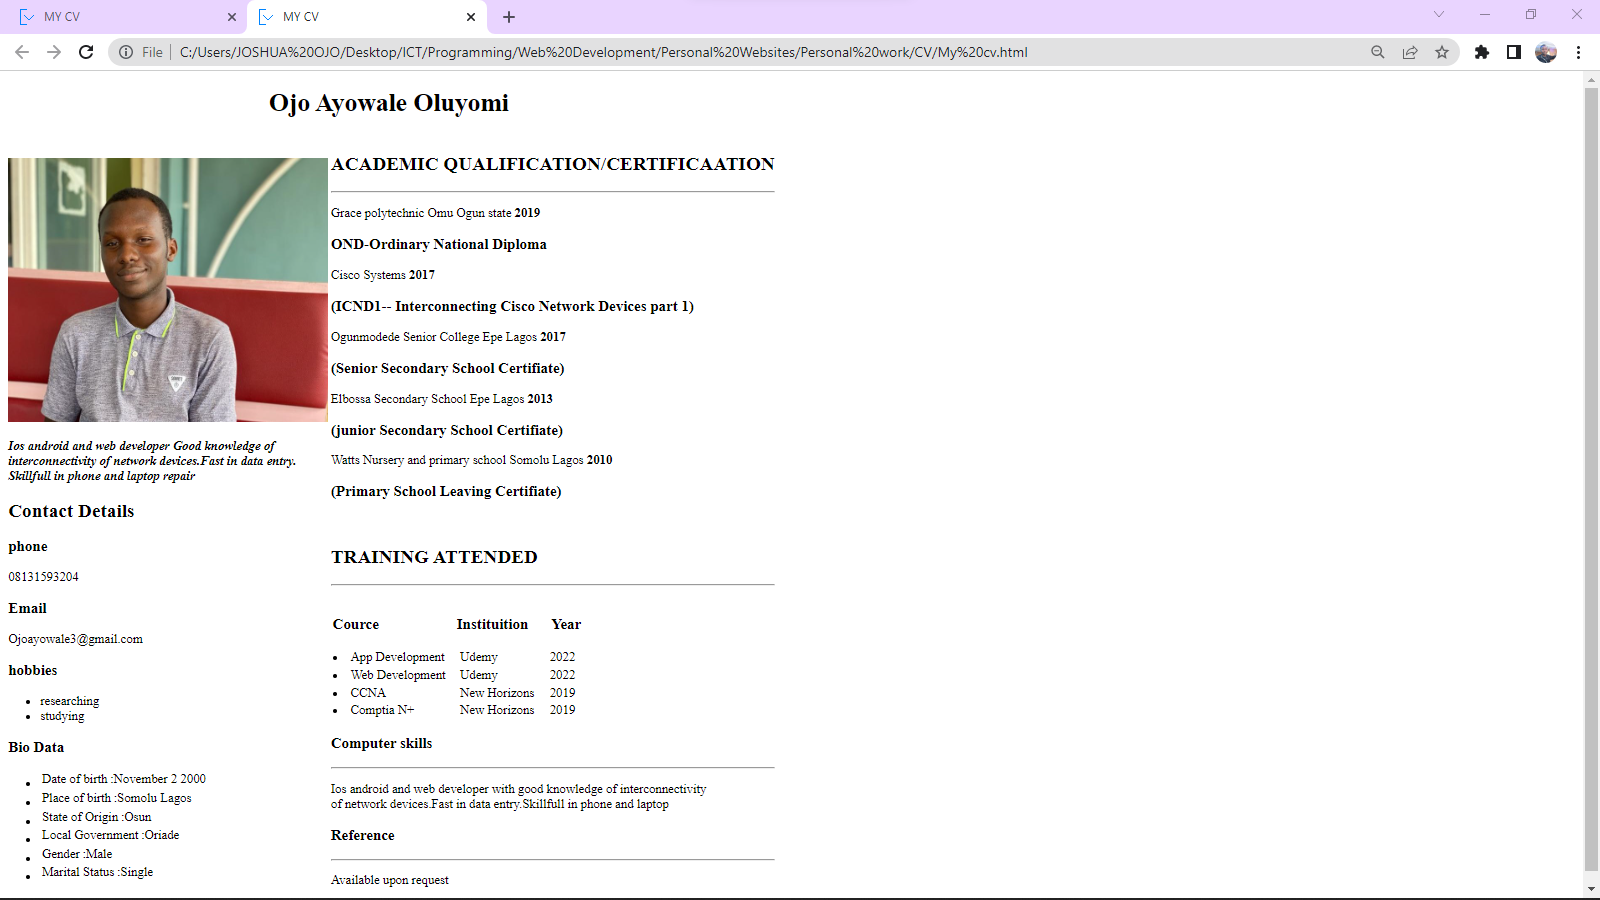 MY CV
MY CV
File
C:/Users/JOSHUA%20OJO/Desktop/ICT/Programming/Web%20Development/Personal%20Websites/Personal%20work/CV/My%20cv.html
Ojo Ayowale Oluyomi
Ios android and web developer Good knowledge of
interconnectivity of network devices.Fast in data entry.
Skillfull in phone and laptop repair
Contact Details
phone
08131593204
Email
Ojoayowale3@gmail.com
hobbies
• researching
• studying
Bio Data
• Date of birth :November 2 2000
• Place of birth :Somolu Lagos
• State of Origin :Osun
• Local Government :Oriade
• Gender :Male
• Marital Status :Single
ACADEMIC QUALIFICATION/CERTIFICAATION
Grace polytechnic Omu Ogun state 2019
OND-Ordinary National Diploma
Cisco Systems 2017
(ICND1-- Interconnecting Cisco Network Devices part 1)
Ogunmodede Senior College Epe Lagos 2017
(Senior Secondary School Certifiate)
Elbossa Secondary School Epe Lagos 2013
(junior Secondary School Certifiate)
Watts Nursery and primary school Somolu Lagos 2010
(Primary School Leaving Certifiate)
TRAINING ATTENDED
Cource Instituition Year
• App Development Udemy 2022
• Web Development Udemy 2022
• CCNA New Horizons 2019
• Comptia N+ New Horizons 2019
Computer skills
Ios android and web developer with good knowledge of interconnectivity
of network devices.Fast in data entry.Skillfull in phone and laptop
Reference
Available upon request